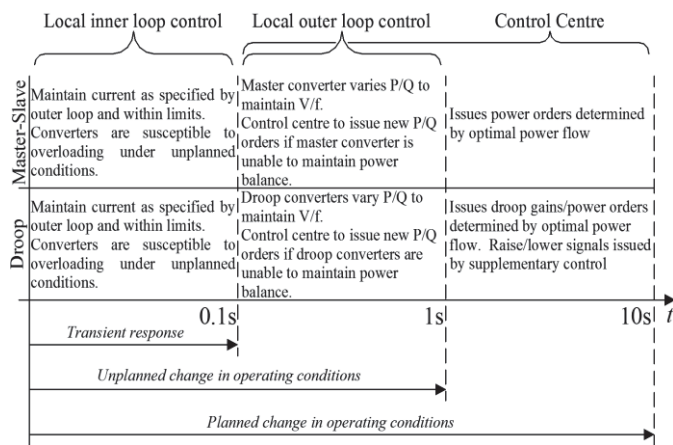 Local inner loop control
Local outer loop control
Control Centre
Master-Slave
Maintain current as specified by
outer loop and within limits.
Converters are susceptible to
overloading under unplanned
conditions.
Master converter varies P/Q to
maintain V/f.
Control centre to issue new P/Q
orders if master converter is
unable to maintain power
balance.
Issues power orders determined
by optimal power flow
Droop
Maintain current as specified by
outer loop and within limits.
Converters are susceptible to
overloading under unplanned
conditions.
Droop converters vary P/Q to
maintain V/f.
Control centre to issue new P/Q
orders if droop converters are
unable to maintain power
balance.
Issues droop gains/power orders
determined by optimal power
flow. Raise/lower signals issued
by supplementary control
0.1s
1s
10s
t
Transient response
Unplanned change in operating conditions
Planned change in operating conditions